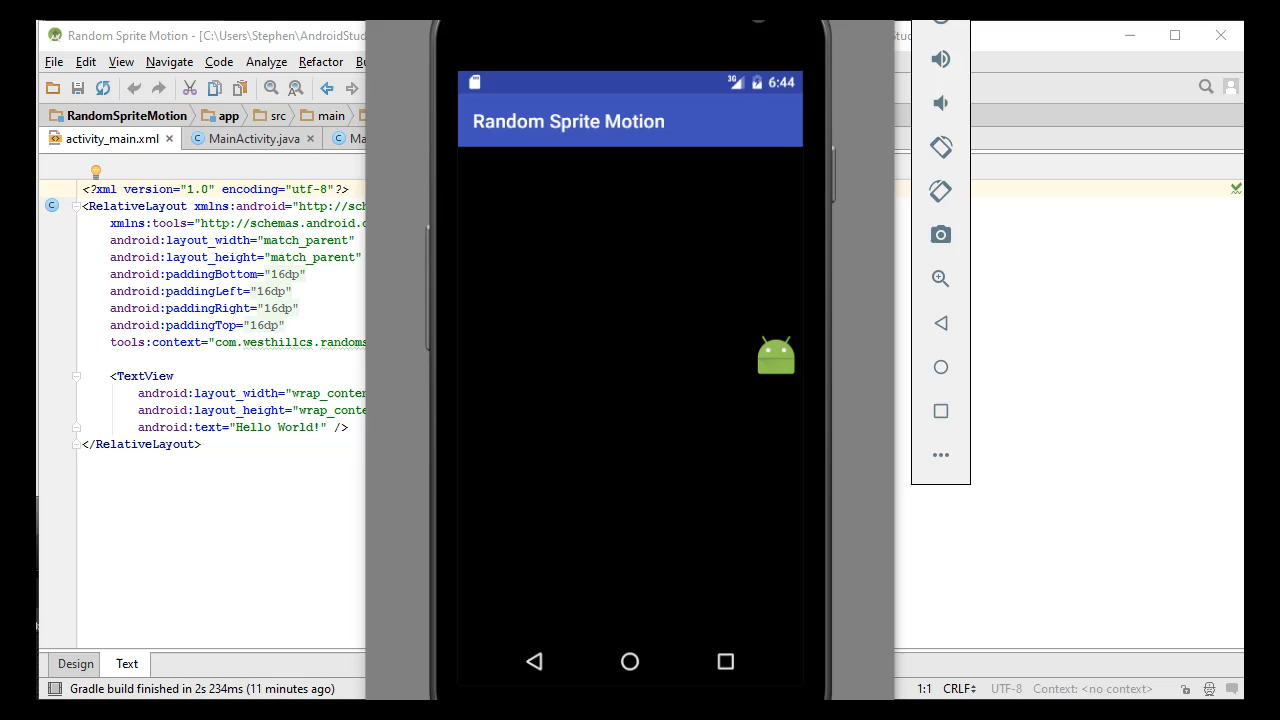 Random Sprite Motion - [C:\Users\Stephen\AndroidStud
File Edit View Navigate Code Analyze Refactor
RandomSpriteMotion app src main
activity_main.xml MainActivity.java
<?xml version="1.0" encoding="utf-8"?>
<RelativeLayout xmlns:android="http://sch
xmlns:tools="http://schemas.android.c
android:layout_width="match_parent"
android:layout_height="match_parent"
android:paddingBottom="16dp"
android:paddingLeft="16dp"
android:paddingRight="16dp"
android:paddingTop="16dp"
tools:context="com.westhillcs.randoms
<TextView
android:layout_width="wrap_conten
android:layout_height="wrap_conte
android:text="Hello World!" />
</RelativeLayout>
Design Text
Gradle build finished in 2s 234ms (11 minutes ago)
3G 6:44
Random Sprite Motion
1:1 CRLF UTF-8 Context: <no context>